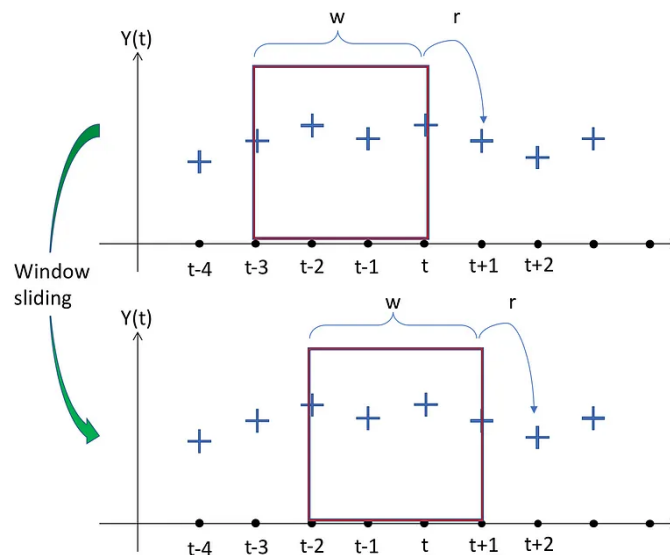 w r
Y(t)
t-4 t-3 t-2 t-1 t t+1 t+2
Window
sliding
w r
Y(t)
t-4 t-3 t-2 t-1 t t+1 t+2